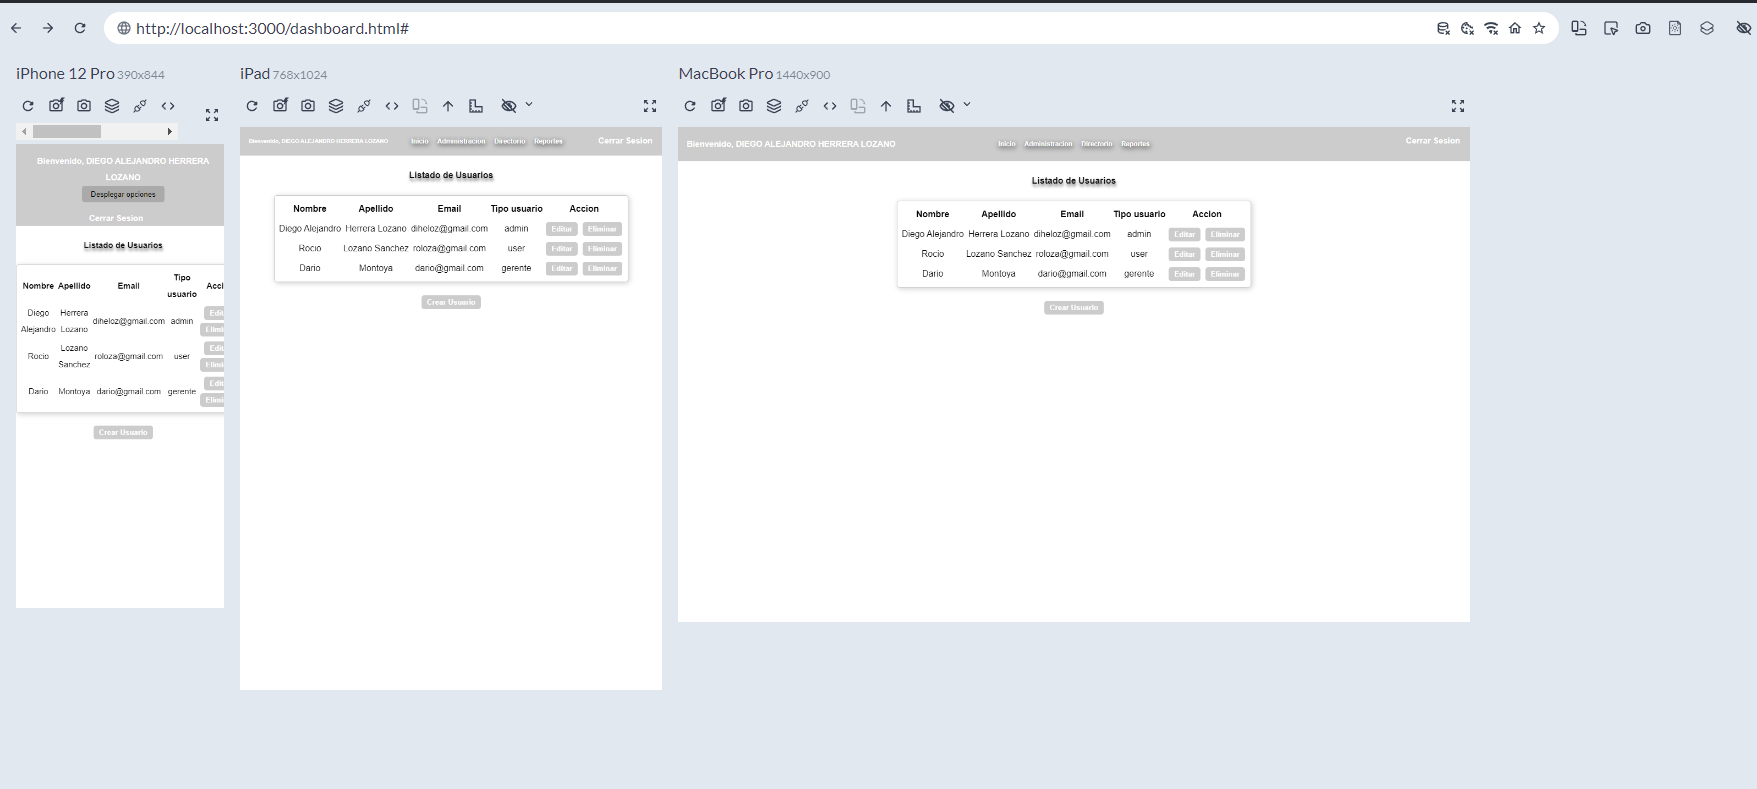 http://localhost:3000/dashboard.html#
iPhone 12 Pro 390x844
Bienvenido, DIEGO ALEJANDRO HERRERA
LOZANO
Desplegar opciones
Cerrar Sesion
Listado de Usuarios
Nombre Apellido Email Tipo usuario Acci
Diego Alejandro Herrera Lozano diheloz@gmail.com admin Edit
Elimin
Rocio Lozano Sanchez roloza@gmail.com user Edit
Elimin
Dario Montoya dario@gmail.com gerente Edit
Elimin
Crear Usuario
iPad 768x1024
Bienvenido, DIEGO ALEJANDRO HERRERA LOZANO Inicio Administracion Directorio Reportes Cerrar Sesion
Listado de Usuarios
Nombre Apellido Email Tipo usuario Accion
Diego Alejandro Herrera Lozano diheloz@gmail.com admin Editar Eliminar
Rocio Lozano Sanchez roloza@gmail.com user Editar Eliminar
Dario Montoya dario@gmail.com gerente Editar Eliminar
Crear Usuario
MacBook Pro 1440x900
Bienvenido, DIEGO ALEJANDRO HERRERA LOZANO Inicio Administracion Directorio Reportes Cerrar Sesion
Listado de Usuarios
Nombre Apellido Email Tipo usuario Accion
Diego Alejandro Herrera Lozano diheloz@gmail.com admin Editar Eliminar
Rocio Lozano Sanchez roloza@gmail.com user Editar Eliminar
Dario Montoya dario@gmail.com gerente Editar Eliminar
Crear Usuario